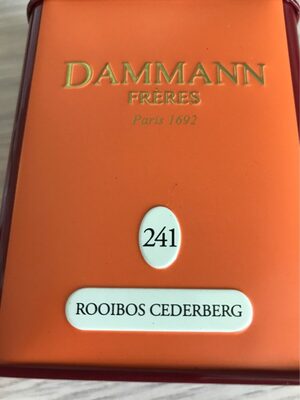 DAMMANN
FRÈRES
Paris 1692
241
ROOIBOS CEDERBERG